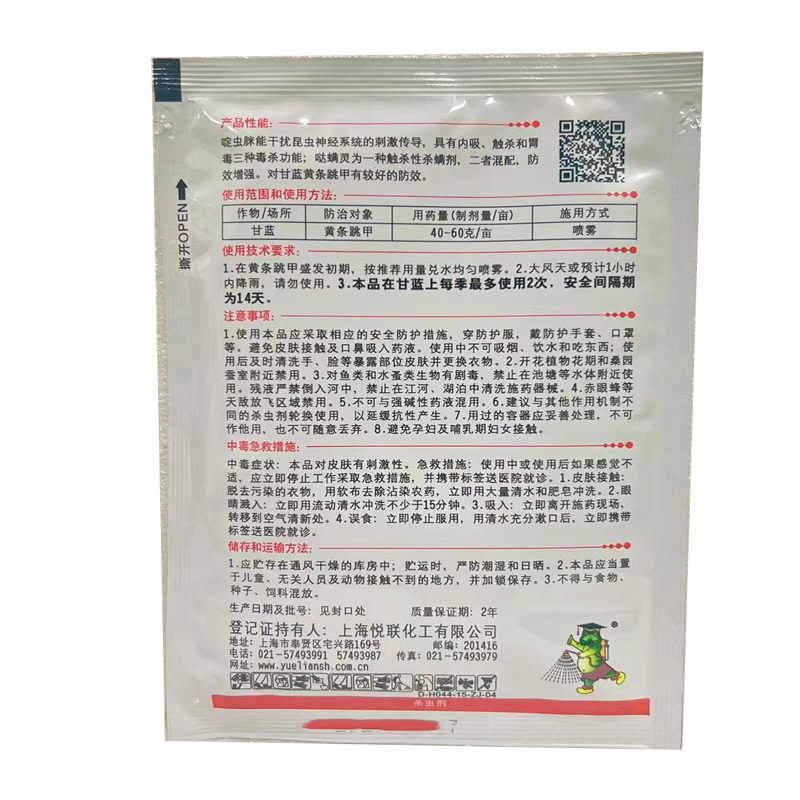 产品性能：
啶虫脒能干扰昆虫神经系统的刺激传导，具有内吸、触杀和胃
毒三种毒杀功能；哒螨灵为一种触杀性杀螨剂，二者混配，防
效增强。对甘蓝黄条跳甲有较好的防效。
撕开OPEN
使用范围和使用方法：
作物/场所 防治对象 用药量(制剂量/亩) 施用方式
甘蓝 黄条跳甲 40-60克/亩 喷雾
使用技术要求：
1.在黄条跳甲盛发初期，按推荐用量兑水均匀喷雾。2.大风天或预计1小时
内降雨，请勿使用。3.本品在甘蓝上每季最多使用2次，安全间隔期
为14天。
注意事项：
1.使用本品应采取相应的安全防护措施，穿防护服，戴防护手套、口罩
等。避免皮肤接触及口鼻吸入药液。使用中不可吸烟、饮水和吃东西；使
用后及时清洗手、脸等暴露部位皮肤并更换衣物。2.开花植物花期和桑园
蚕室附近禁用。3.对鱼类和水蚤类生物有剧毒，禁止在池塘等水体附近使
用。残液严禁倒入河中，禁止在江河、湖泊中清洗施药器械。4.赤眼蜂等
天敌放飞区域禁用。5.不可与强碱性药液混用。6.建议与其他作用机制不
同的杀虫剂轮换使用，以延缓抗性产生。7.用过的容器应妥善处理，不可
作他用，也不可随意丢弃。8.避免孕妇及哺乳期妇女接触。
中毒急救措施：
中毒症状：本品对皮肤有刺激性。急救措施：使用中或使用后如果感觉不
适，应立即停止工作采取急救措施，并携带标签送医院就诊。1.皮肤接触：
脱去污染的衣物，用软布去除沾染农药，立即用大量清水和肥皂冲洗。2.眼
睛溅入：立即用流动清水冲洗不少于15分钟。3.吸入：立即离开施药现场，
转移到空气清新处。4.误食：立即停止服用，用清水充分漱口后，立即携带
标签送医院就诊。
储存和运输方法：
1.应贮存在通风干燥的库房中；贮运时，严防潮湿和日晒。2.本品应当置
于儿童、无关人员及动物接触不到的地方，并加锁保存。3.不得与食物、
种子、饲料混放。
生产日期及批号：见封口处 质量保证期：2年
登记证持有人：上海悦联化工有限公司
地址：上海市奉贤区宅兴路169号 邮编：201416
电话：021-57493991 57493987 传真：021-57493979
网址：www.yueliansh.com.cn
®
D-H044-15-ZJ-04
杀虫剂